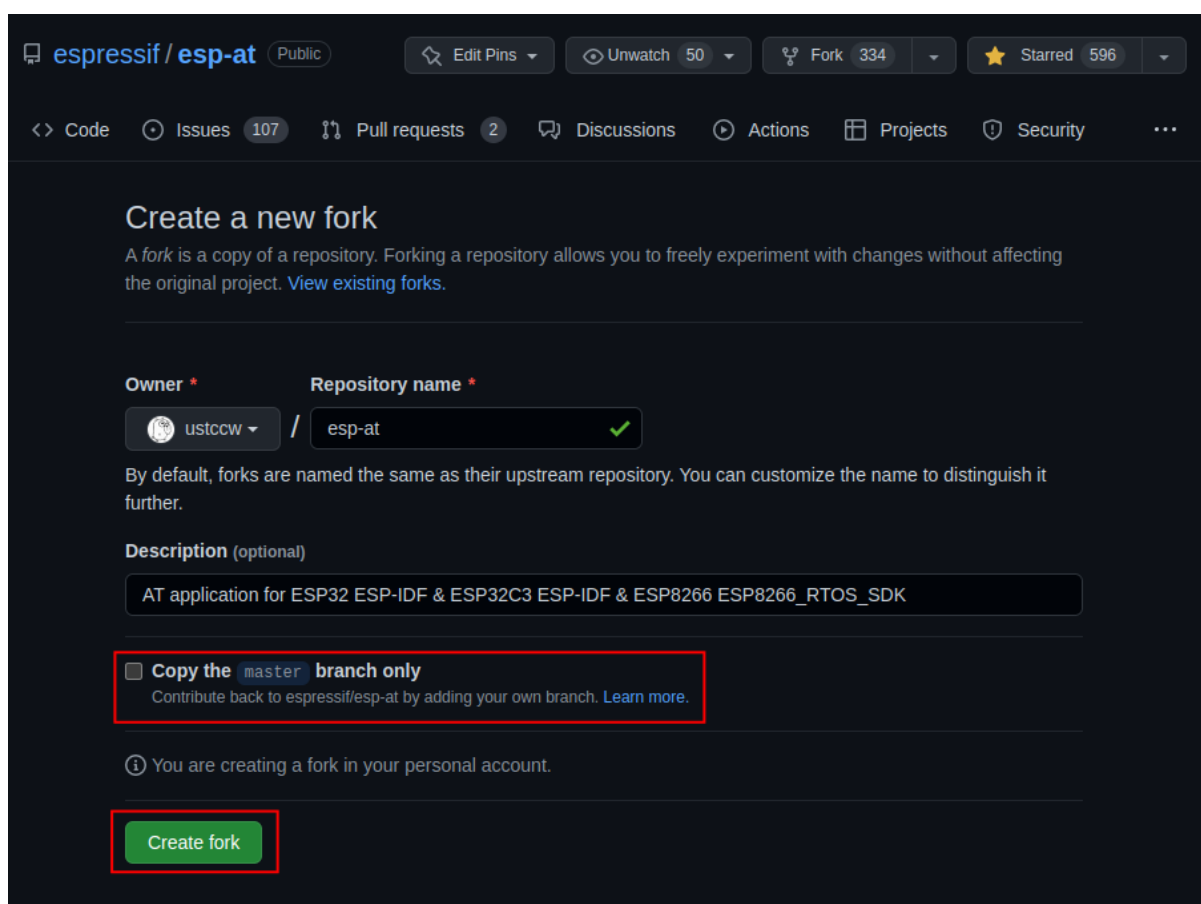 espressif / esp-at Public Edit Pins Unwatch 50 Fork 334 Starred 596
Code Issues 107 Pull requests 2 Discussions Actions Projects Security
Create a new fork
A fork is a copy of a repository. Forking a repository allows you to freely experiment with changes without affecting
the original project. View existing forks.
Owner * Repository name *
ustccw / esp-at
By default, forks are named the same as their upstream repository. You can customize the name to distinguish it
further.
Description (optional)
AT application for ESP32 ESP-IDF & ESP32C3 ESP-IDF & ESP8266 ESP8266_RTOS_SDK
Copy the master branch only
Contribute back to espressif/esp-at by adding your own branch. Learn more.
You are creating a fork in your personal account.
Create fork